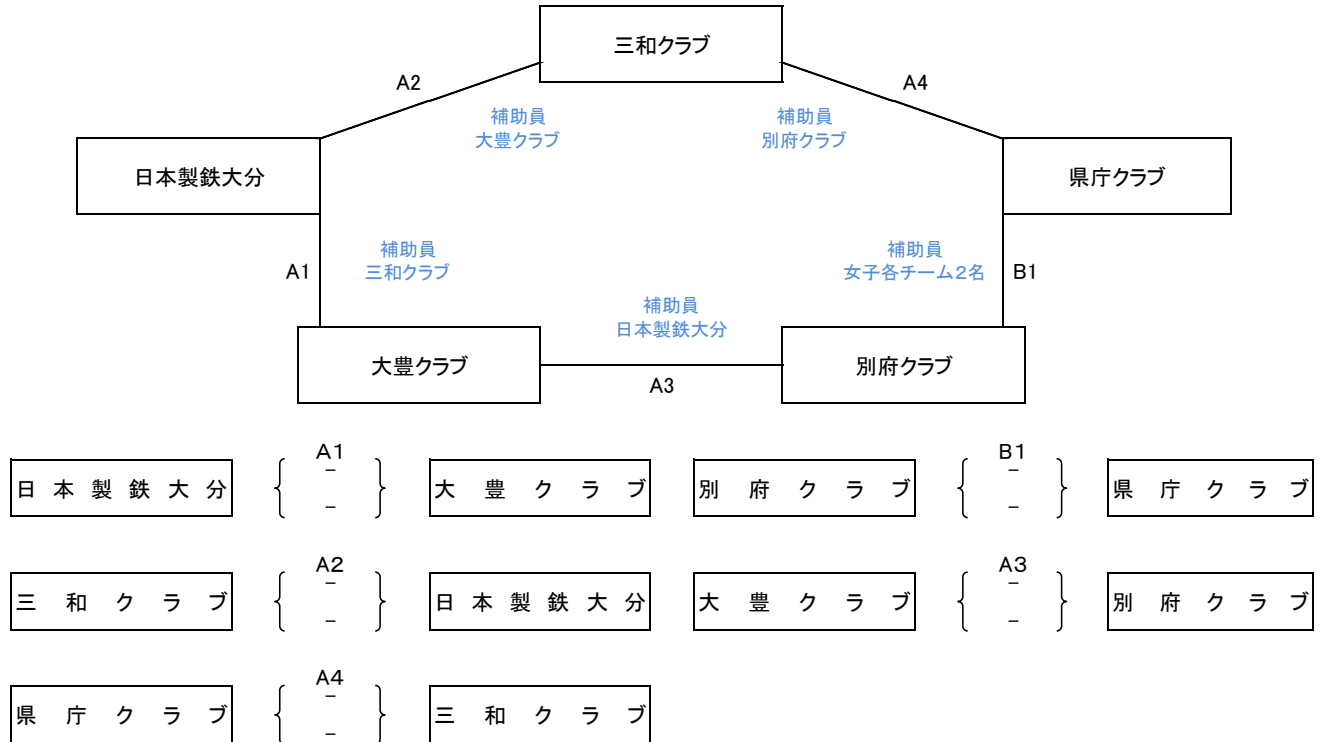 三和クラブ
A2
A4
補助員
大豊クラブ
補助員
別府クラブ
日本製鉄大分
県庁クラブ
A1
補助員
三和クラブ
補助員
女子各チーム2名
B1
補助員
日本製鉄大分
大豊クラブ
別府クラブ
A3
日本製鉄大分 { A1 - - } 大豊クラブ 別府クラブ { B1 - - } 県庁クラブ
三和クラブ { A2 - - } 日本製鉄大分 大豊クラブ { A3 - - } 別府クラブ
県庁クラブ { A4 - - } 三和クラブ